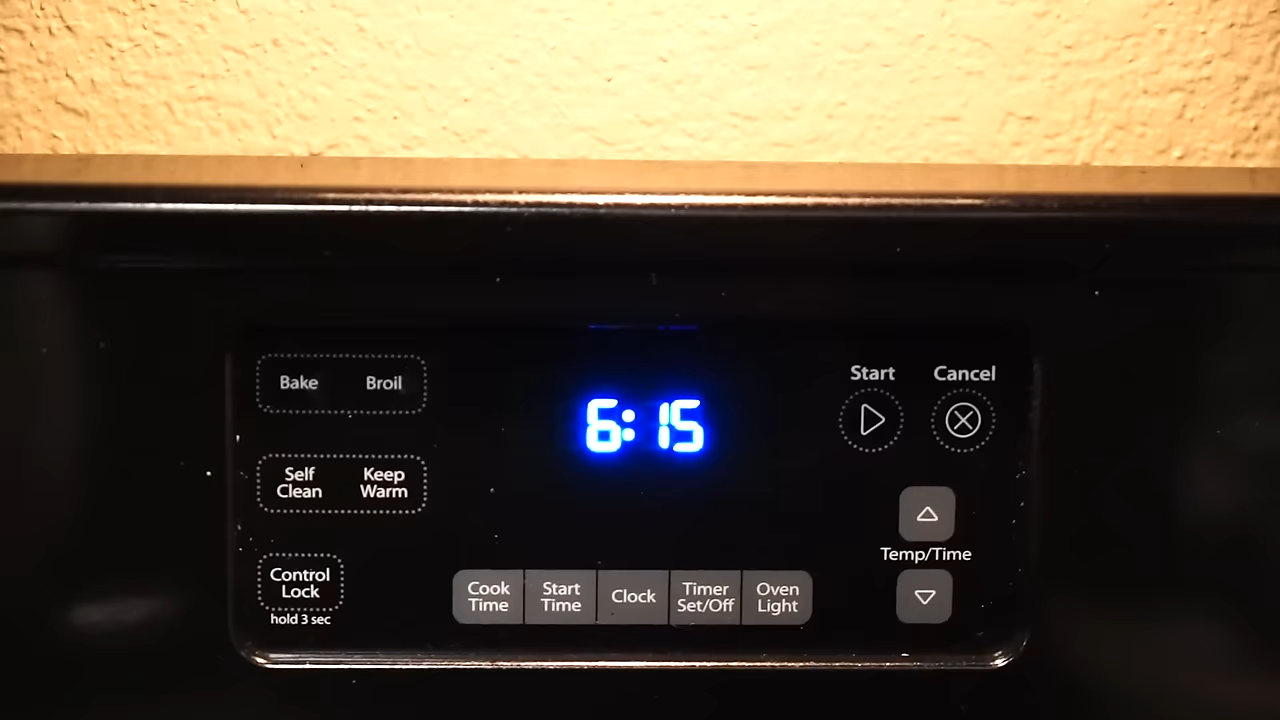 Bake Broil
6:15
Start Cancel
Self
Clean
Keep
Warm
Temp/Time
Control
Lock
hold 3 sec
Cook
Time
Start
Time
Clock
Timer
Set/Off
Oven
Light